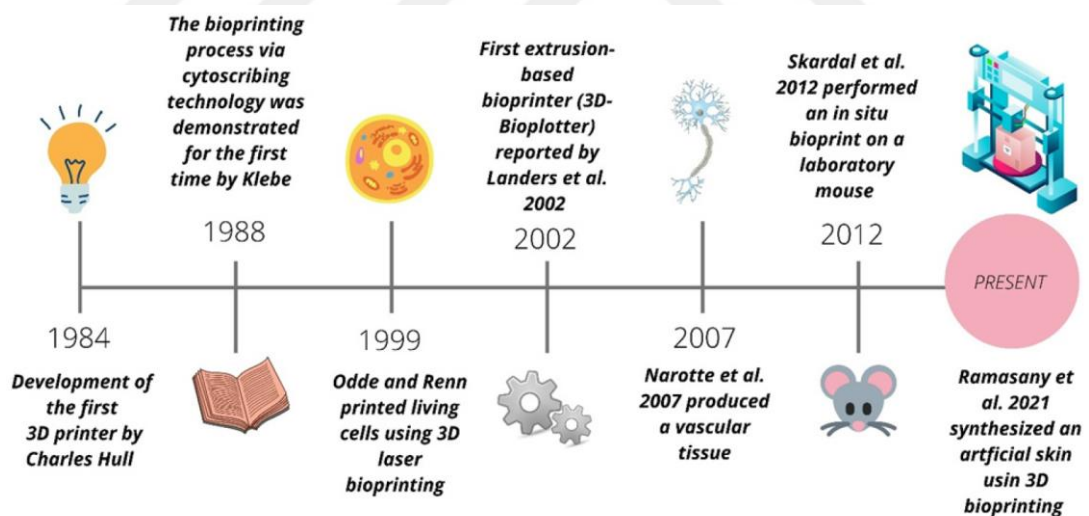 The bioprinting
process via
cytoscribing
technology was
demonstrated
for the first
time by Klebe
1988
First extrusion-
based
bioprinter (3D-
Bioplotter)
reported by
Landers et al.
2002
2002
Skardal et al.
2012 performed
an in situ
bioprint on a
laboratory
mouse
2012
PRESENT
1984
Development of
the first
3D printer by
Charles Hull
1999
Odde and Renn
printed living
cells using 3D
laser
bioprinting
2007
Narotte et al.
2007 produced
a vascular
tissue
Ramasany et
al. 2021
synthesized an
artficial skin
usin 3D
bioprinting